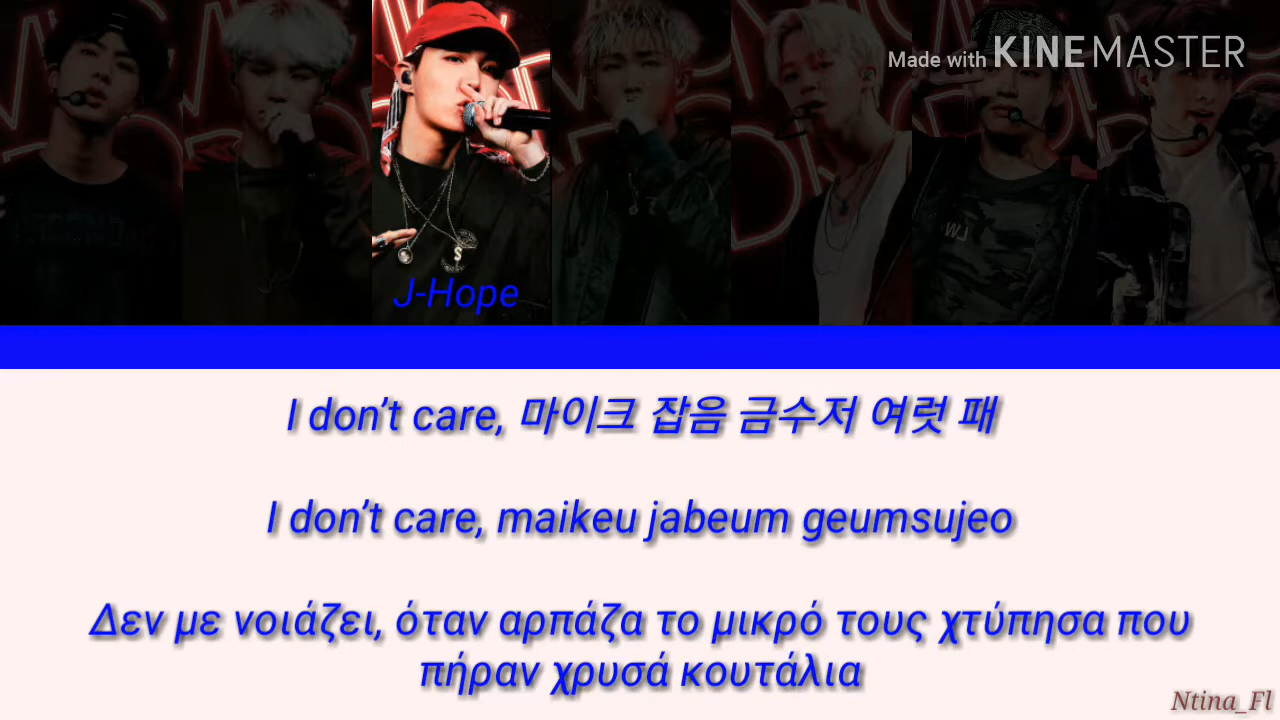 Made with KINEMASTER
J-Hope
I don’t care, 마이크 잡음 금수저 여럿 패
I don’t care, maikeu jabeum geumsujeo
Δεν με νοιάζει, όταν αρπάζα το μικρό τους χτύπησα που
πήραν χρυσά κουτάλια
Ntina_Fl